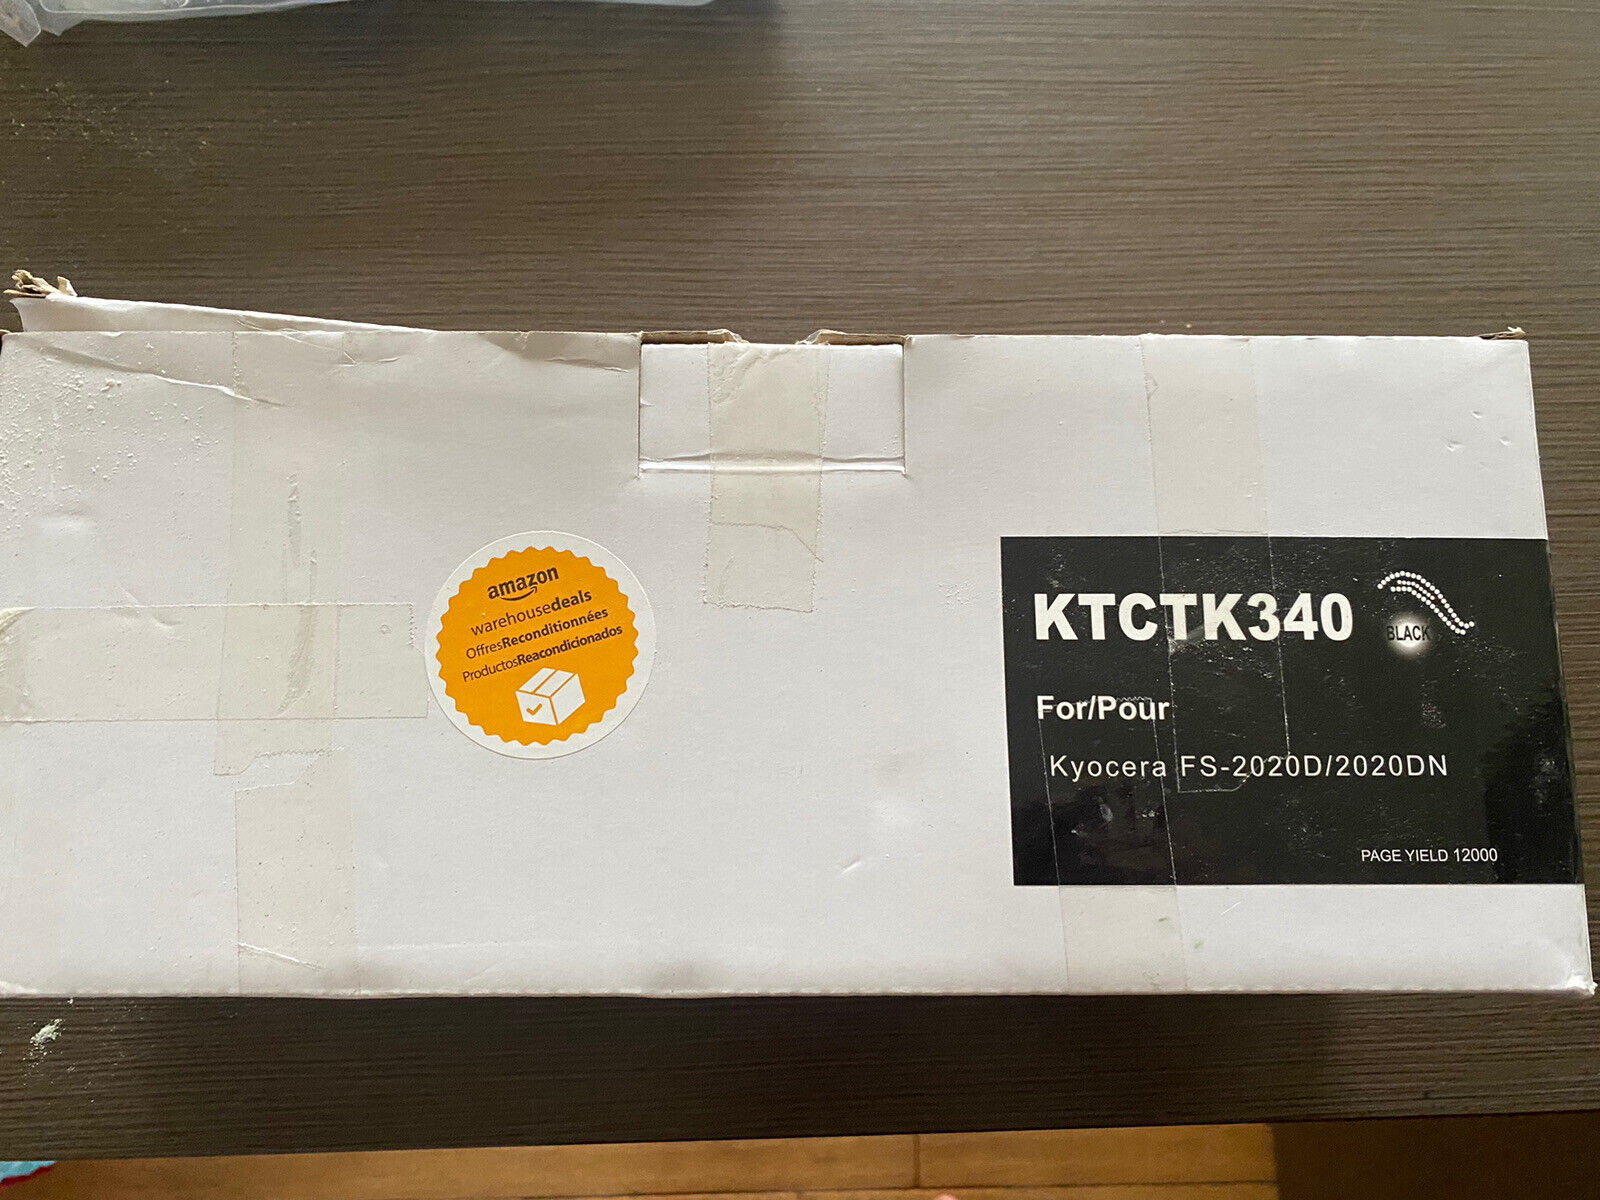 amazon
warehousedeals
OffresReconditionnées
ProductosReacondicionados
KTCTK340
BLACK
For/Pour
Kyocera FS-2020D/2020DN
PAGE YIELD 12000